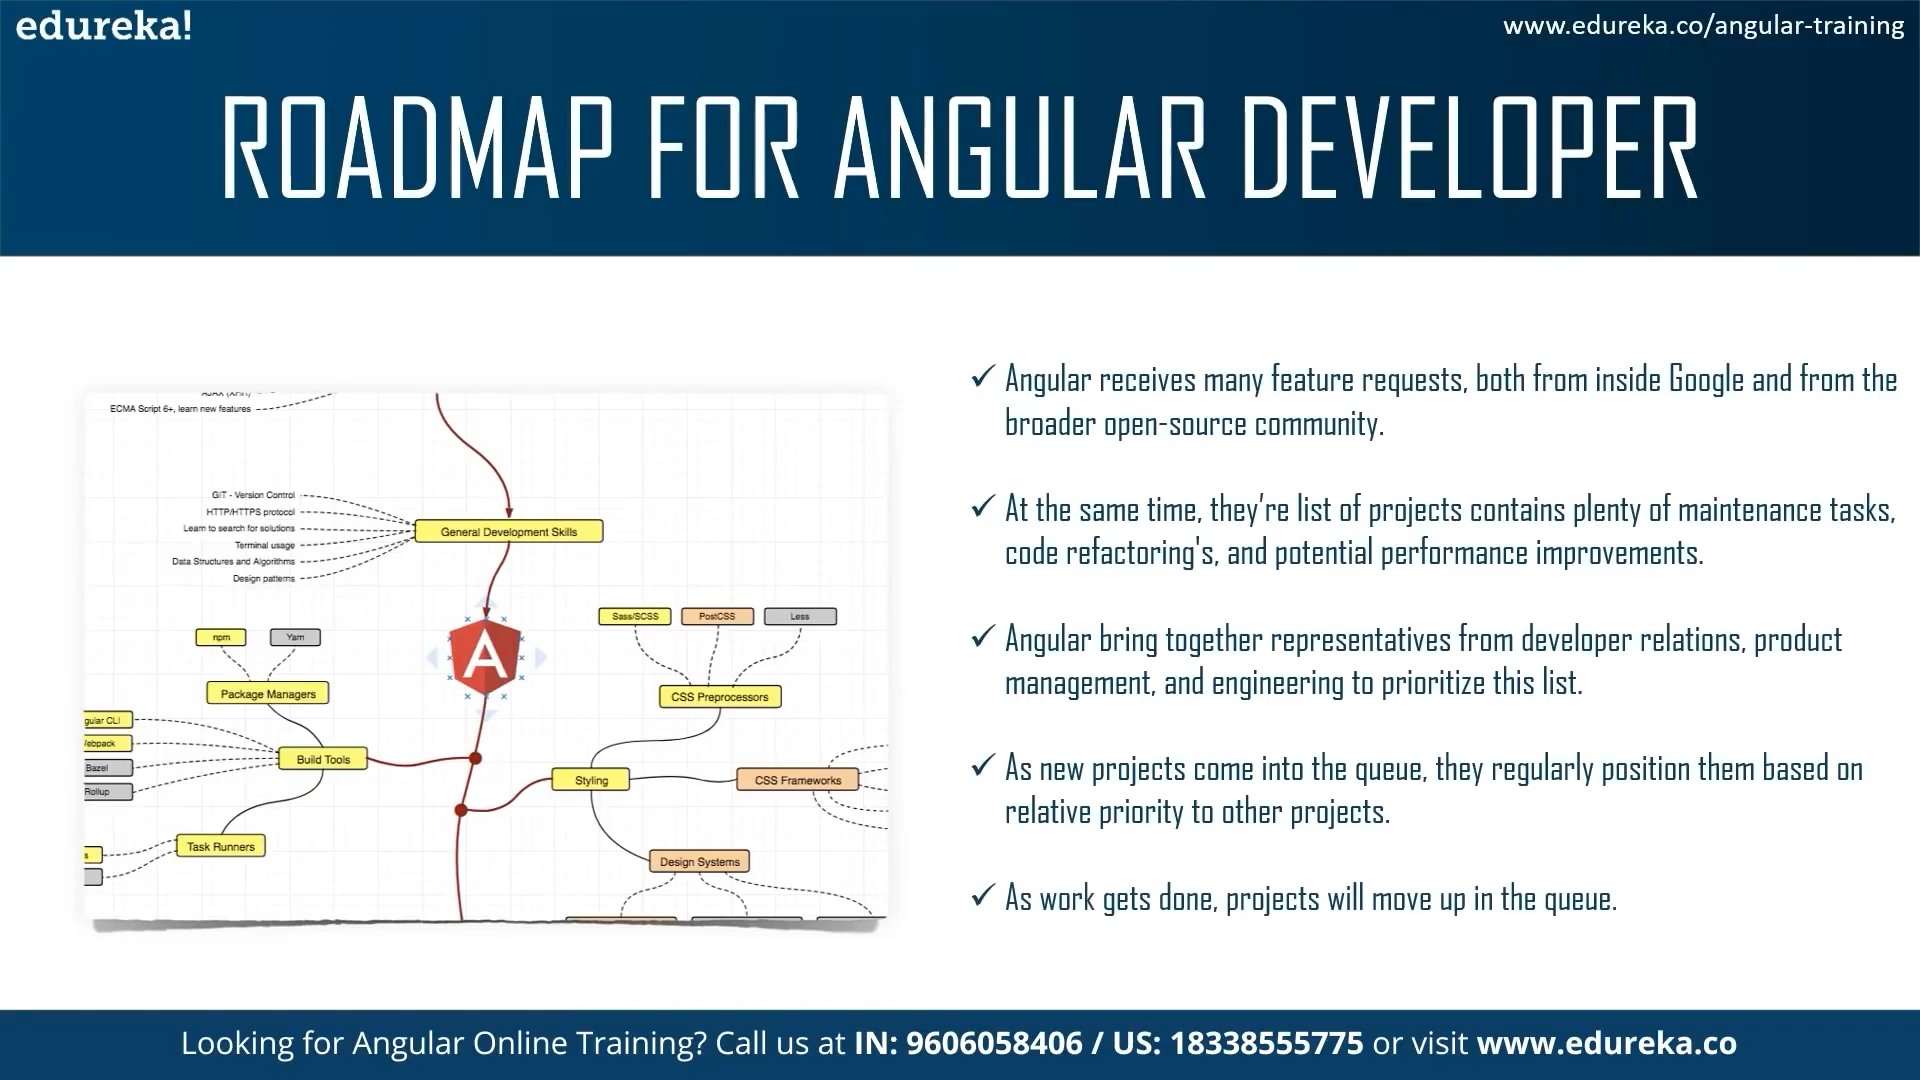 edureka!
www.edureka.co/angular-training
ROADMAP FOR ANGULAR DEVELOPER
ECMA Script 6+, learn new features
GIT - Version Control
HTTP/HTTPS protocol
Learn to search for solutions
Terminal usage
Data Structures and Algorithms
Design patterns
General Development Skills
npm
Yarn
Package Managers
gular CLI
Webpack
Bazel
Rollup
Build Tools
Task Runners
A
Sass/SCSS
PostCSS
Less
CSS Preprocessors
Styling
CSS Frameworks
Design Systems
✓ Angular receives many feature requests, both from inside Google and from the
broader open-source community.
✓ At the same time, they’re list of projects contains plenty of maintenance tasks,
code refactoring's, and potential performance improvements.
✓ Angular bring together representatives from developer relations, product
management, and engineering to prioritize this list.
✓ As new projects come into the queue, they regularly position them based on
relative priority to other projects.
✓ As work gets done, projects will move up in the queue.
Looking for Angular Online Training? Call us at IN: 9606058406 / US: 18338555775 or visit www.edureka.co